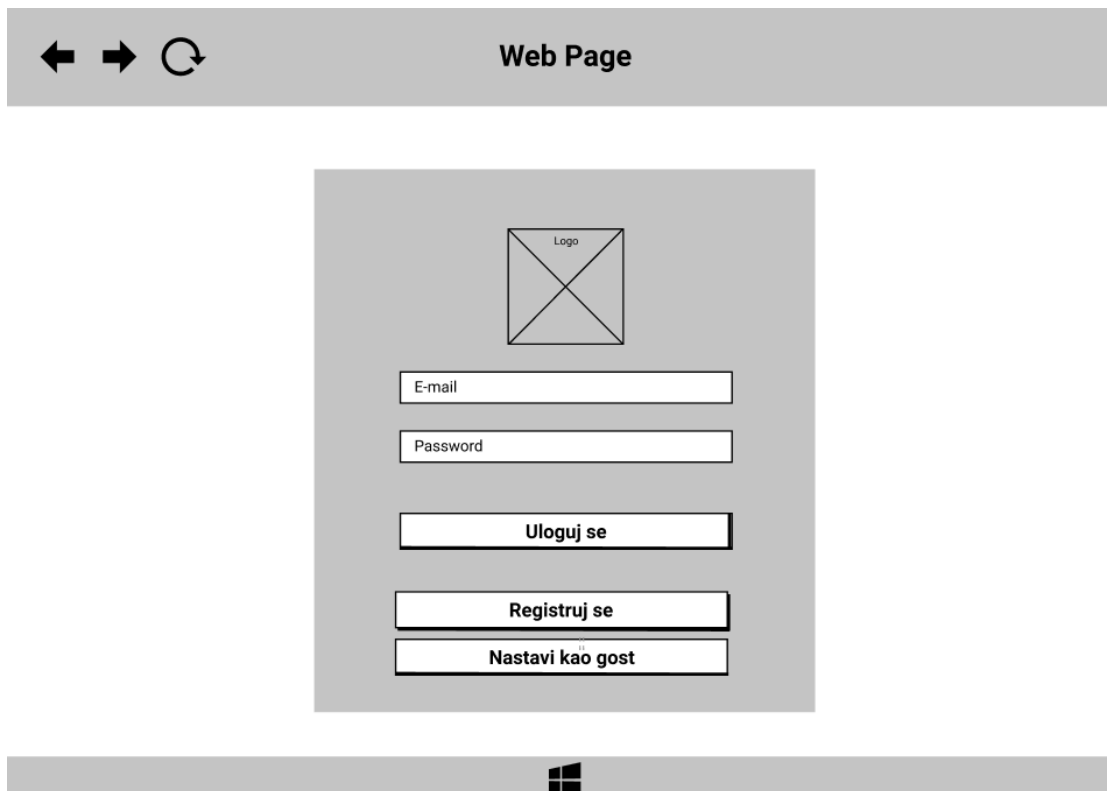 Web Page
Logo
E-mail
Password
Uloguj se
Registruj se
Nastavi kao gost